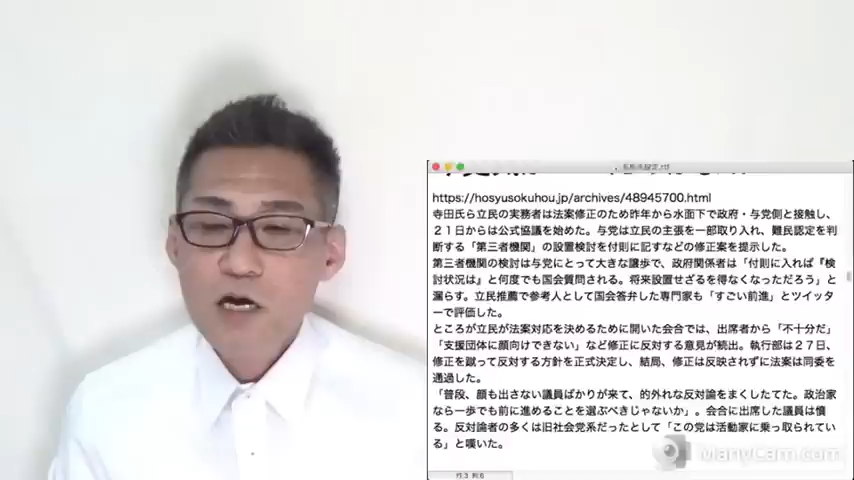 https://hosyusokuhou.jp/archives/48945700.html
寺田氏ら立民の実務者は法案修正のため昨年から水面下で政府・与党側と接触し、
２１日からは公式協議を始めた。与党は立民の主張を一部取り入れ、難民認定を判
断する「第三者機関」の設置検討を付則に記すなどの修正案を提示した。
第三者機関の検討は与党にとって大きな譲歩で、政府関係者は「付則に入れば『検
討状況は』と何度でも国会質問される。将来設置せざるを得なくなっただろう」と
漏らす。立民推薦で参考人として国会答弁した専門家も「すごい前進」とツイッタ
ーで評価した。
ところが立民が法案対応を決めるために開いた会合では、出席者から「不十分だ」
「支援団体に顔向けできない」など修正に反対する意見が続出。執行部は２７日、
修正を蹴って反対する方針を正式決定し、結局、修正は反映されずに法案は同委を
通過した。
「普段、顔も出さない議員ばかりが来て、的外れな反対論をまくしたてた。政治家
なら一歩でも前に進めることを選ぶべきじゃないか」。会合に出席した議員は憤
る。反対論者の多くは旧社会党系だったとして「この党は活動家に乗っ取られてい
る」と嘆いた。
ManyCam.com